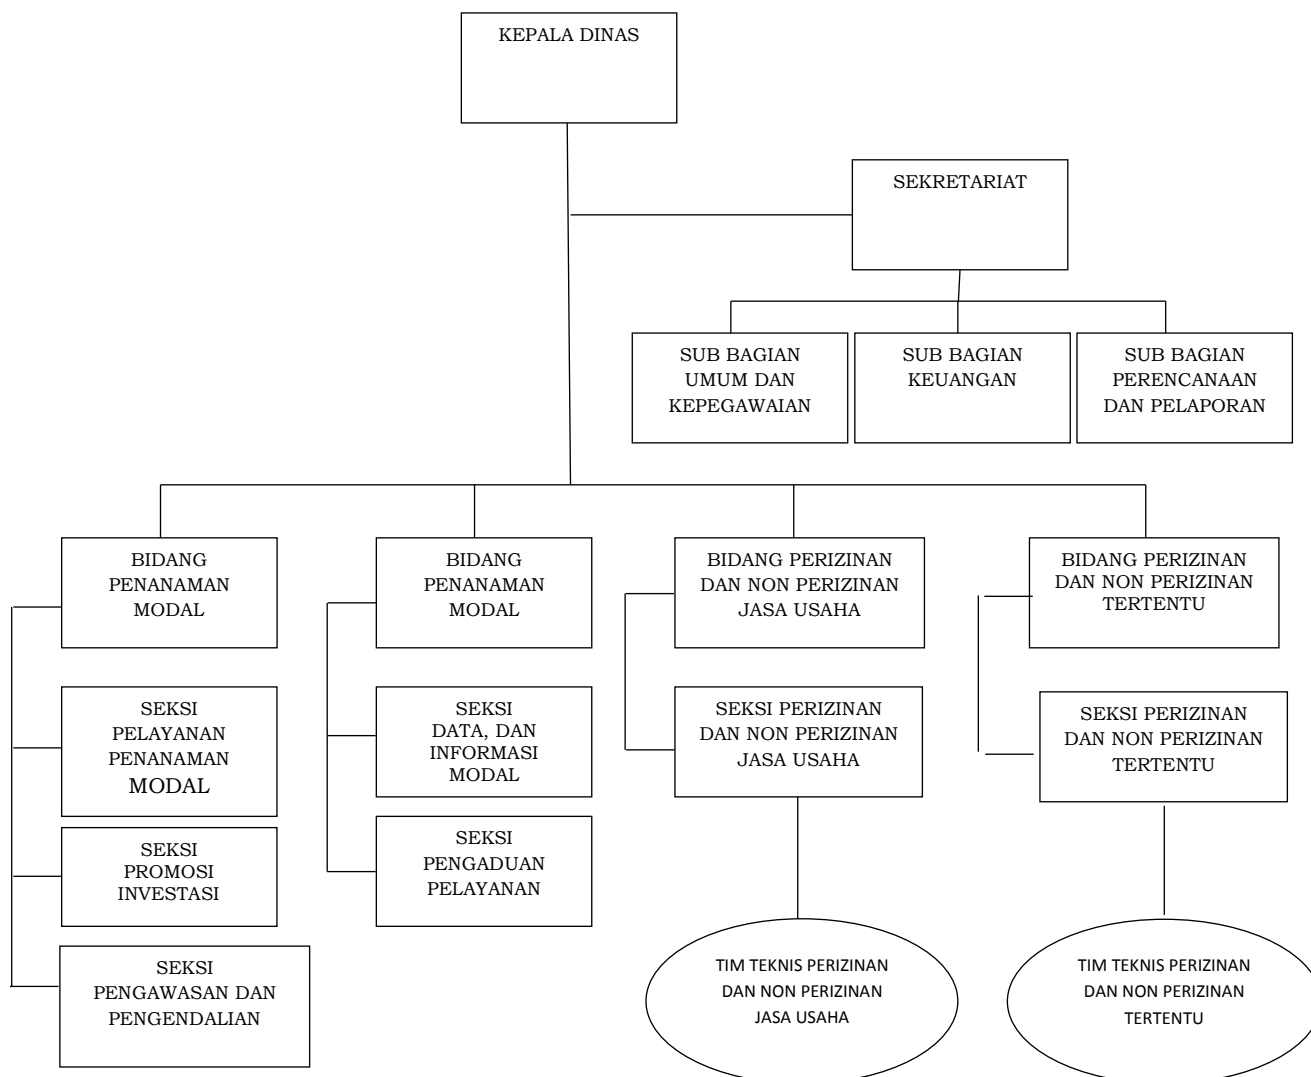 KEPALA DINAS
SEKRETARIAT
SUB BAGIAN
UMUM DAN
KEPEGAWAIAN
SUB BAGIAN
KEUANGAN
SUB BAGIAN
PERENCANAAN
DAN PELAPORAN
BIDANG
PENANAMAN
MODAL
BIDANG
PENANAMAN
MODAL
BIDANG PERIZINAN
DAN NON PERIZINAN
JASA USAHA
BIDANG PERIZINAN
DAN NON PERIZINAN
TERTENTU
SEKSI
PELAYANAN
PENANAMAN
MODAL
SEKSI
DATA, DAN
INFORMASI
MODAL
SEKSI PERIZINAN
DAN NON PERIZINAN
JASA USAHA
SEKSI PERIZINAN
DAN NON PERIZINAN
TERTENTU
SEKSI
PROMOSI
INVESTASI
SEKSI
PENGADUAN
PELAYANAN
SEKSI
PENGAWASAN DAN
PENGENDALIAN
TIM TEKNIS PERIZINAN
DAN NON PERIZINAN
JASA USAHA
TIM TEKNIS PERIZINAN
DAN NON PERIZINAN
TERTENTU